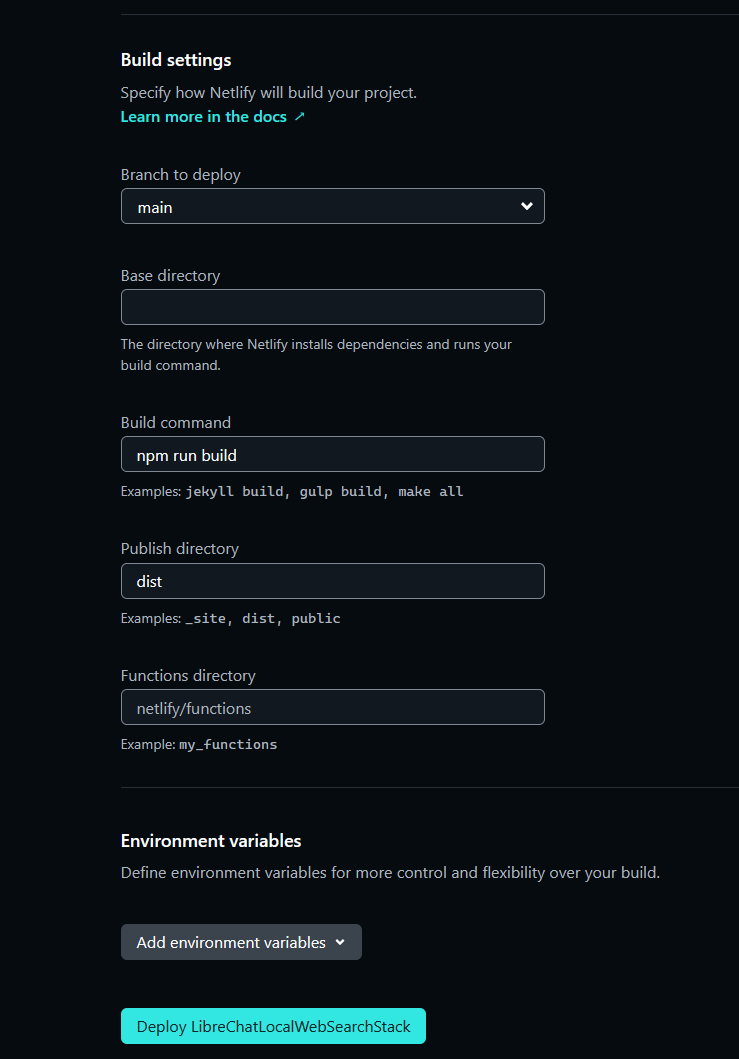 Build settings
Specify how Netlify will build your project.
Learn more in the docs ↗
Branch to deploy
main
Base directory
The directory where Netlify installs dependencies and runs your
build command.
Build command
npm run build
Examples: jekyll build, gulp build, make all
Publish directory
dist
Examples: _site, dist, public
Functions directory
netlify/functions
Example: my_functions
Environment variables
Define environment variables for more control and flexibility over your build.
Add environment variables
Deploy LibreChatLocalWebSearchStack